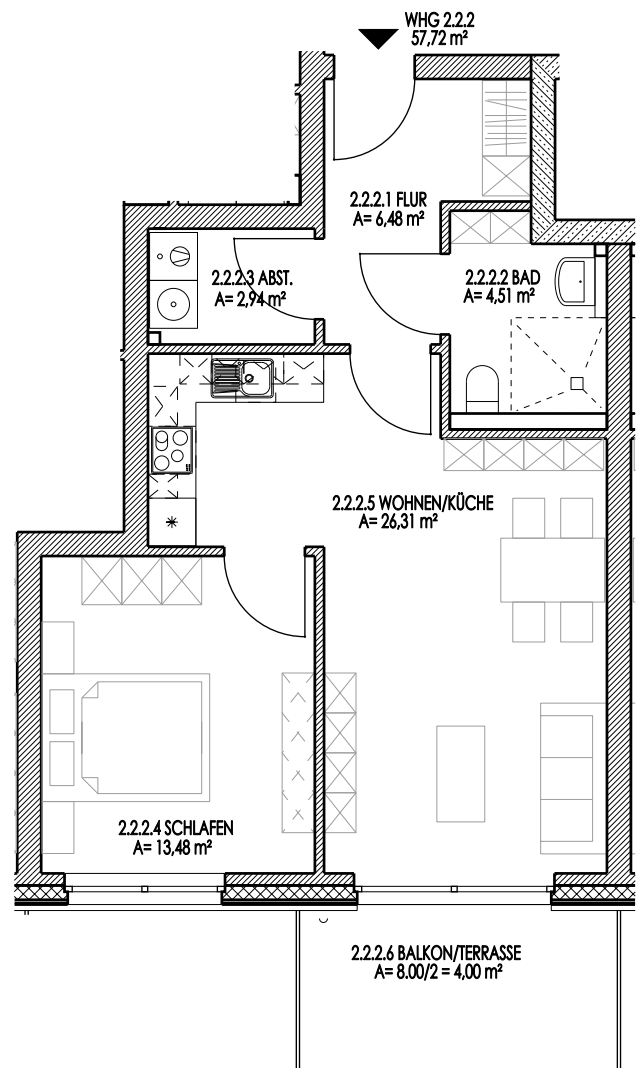 WHG 2.2.2
57,72 m²
2.2.2.1 FLUR
A= 6,48 m²
2.2.2.3 ABST.
A= 2,94 m²
2.2.2.2 BAD
A= 4,51 m²
2.2.2.5 WOHNEN/KÜCHE
A= 26,31 m²
2.2.2.4 SCHLAFEN
A= 13,48 m²
2.2.2.6 BALKON/TERRASSE
A= 8.00/2 = 4,00 m²